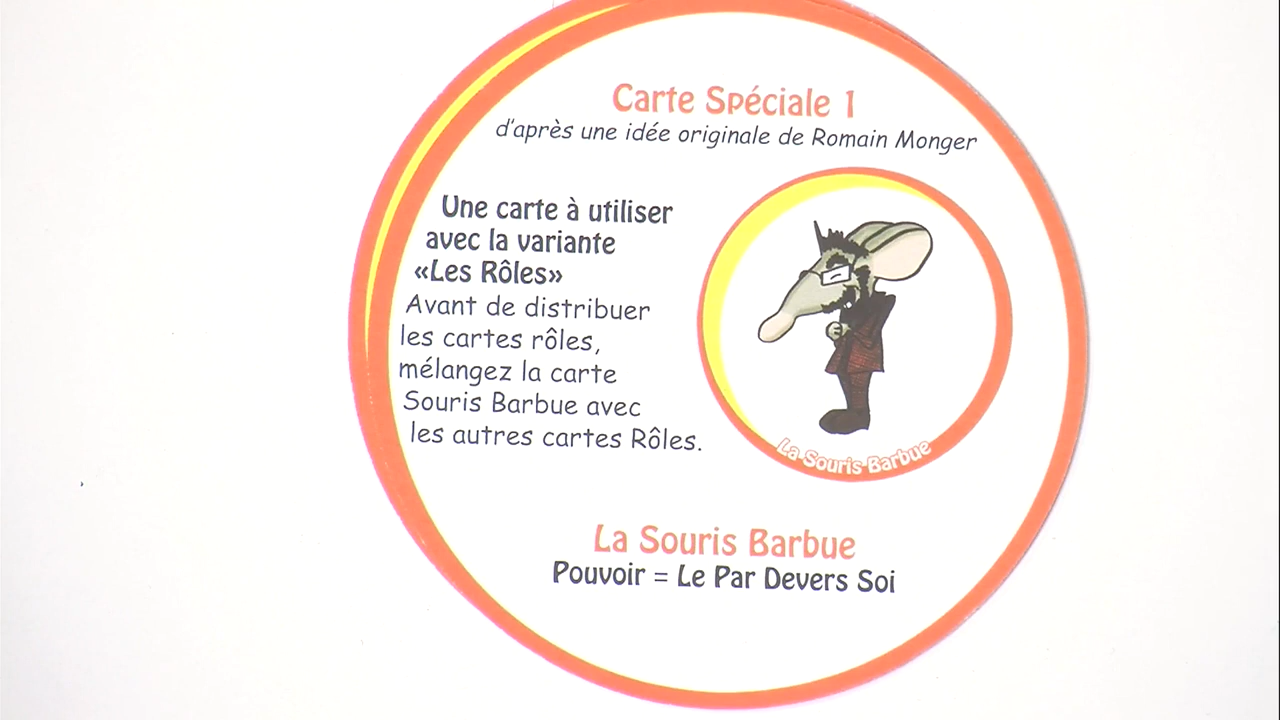 Carte Spéciale 1
d'après une idée originale de Romain Monger
Une carte à utiliser
avec la variante
«Les Rôles»
Avant de distribuer
les cartes rôles,
mélangez la carte
Souris Barbue avec
les autres cartes Rôles.
La Souris Barbue
La Souris Barbue
Pouvoir = Le Par Devers Soi